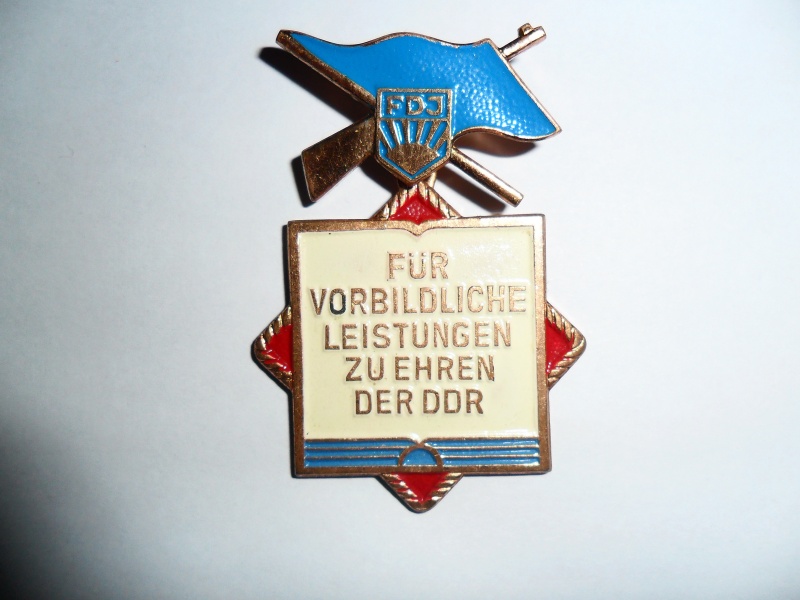 FDJ
FÜR
VORBILDLICHE
LEISTUNGEN
ZU EHREN
DER DDR